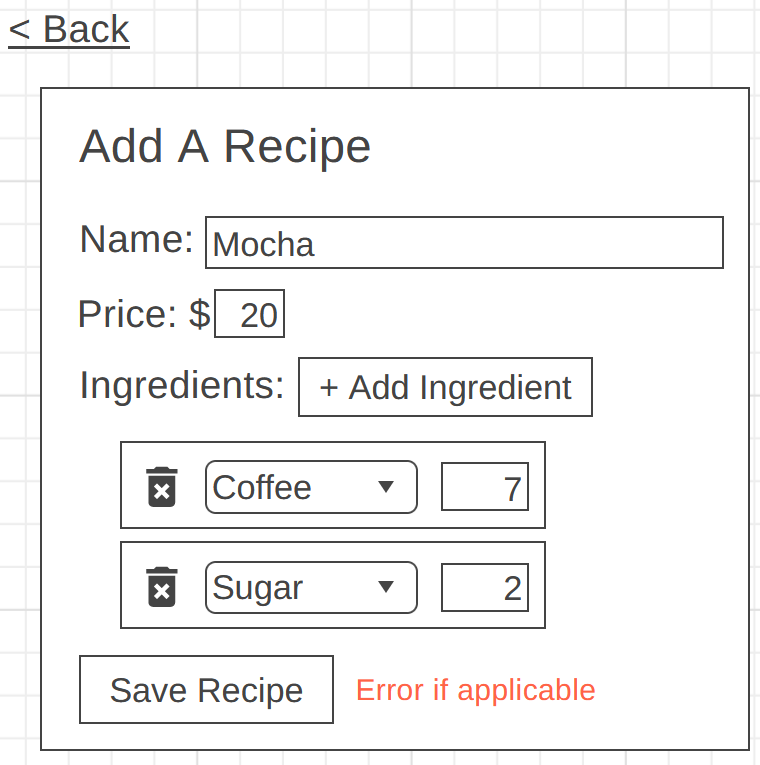 < Back
Add A Recipe
Name: Mocha
Price: $ 20
Ingredients: + Add Ingredient
Coffee 7
Sugar 2
Save Recipe Error if applicable